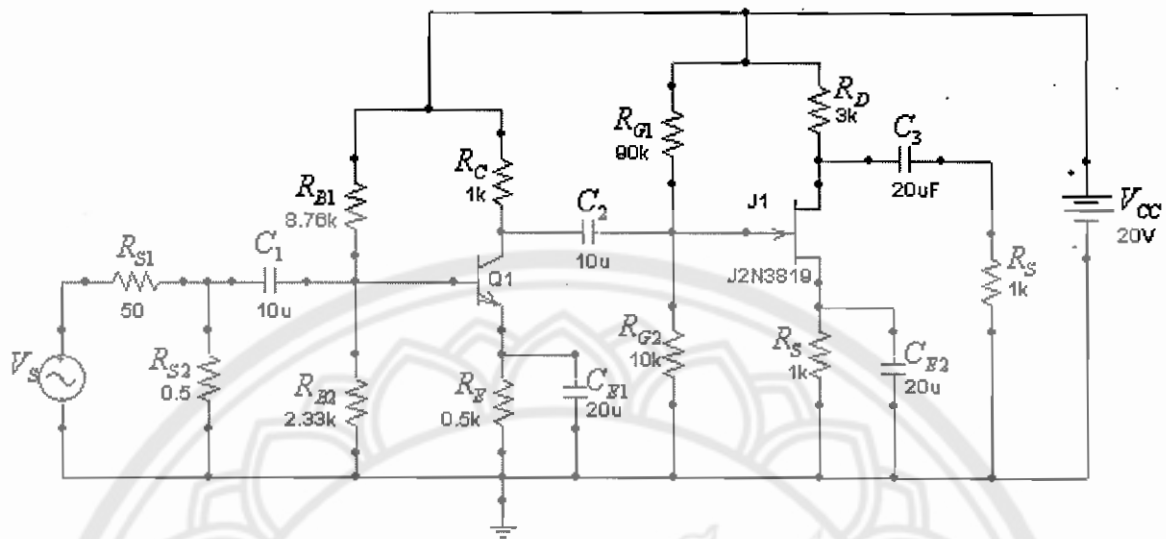 R_D
3k
R_G1
90k
C_3
20uF
R_C
1k
R_B1
8.76k
C_2
10u
J1
J2N3819
V_CC
20V
R_S1
50
C_1
10u
Q1
R_S
1k
V_S
R_S2
0.5
R_B2
2.33k
R_E
0.5k
C_E1
20u
R_G2
10k
R_S
1k
C_E2
20u